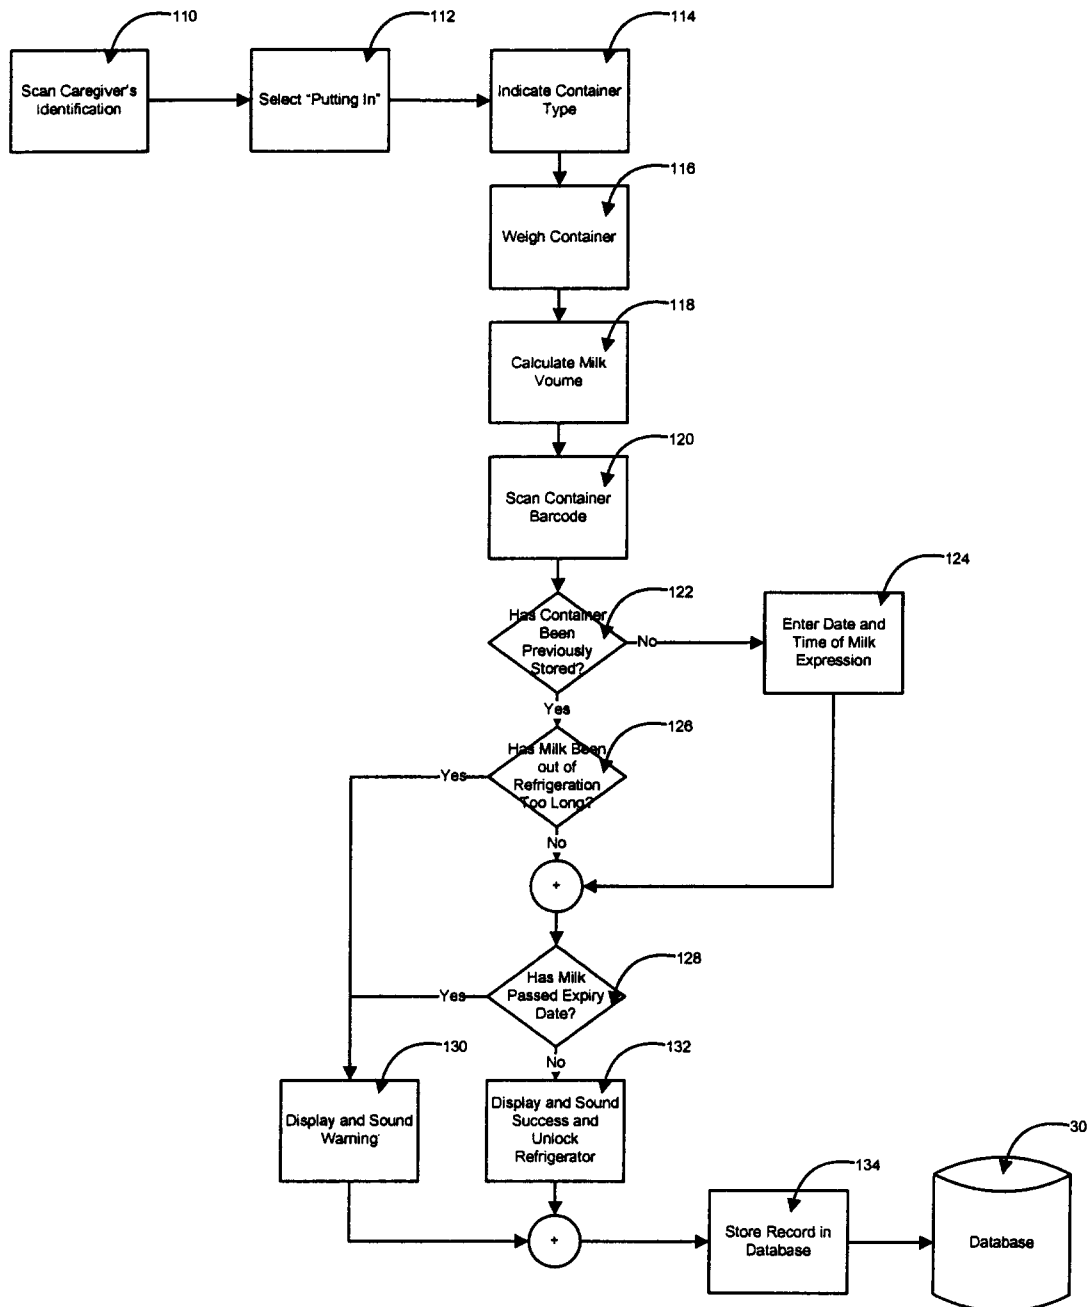 110
112
114
Scan Caregiver's
Identification
Select "Putting In"
Indicate Container
Type
116
Weigh Container
118
Calculate Milk
Voume
120
Scan Container
Barcode
122
124
Has Container
Been
Previously
Stored?
No
Enter Date and
Time of Milk
Expression
Yes
126
Has Milk Been
out of
Refrigeration
Too Long?
Yes
No
+
128
Has Milk
Passed Expiry
Date?
Yes
No
130
132
Display and Sound
Warning
Display and Sound
Success and
Unlock
Refrigerator
134
30
+
Store Record in
Database
Database